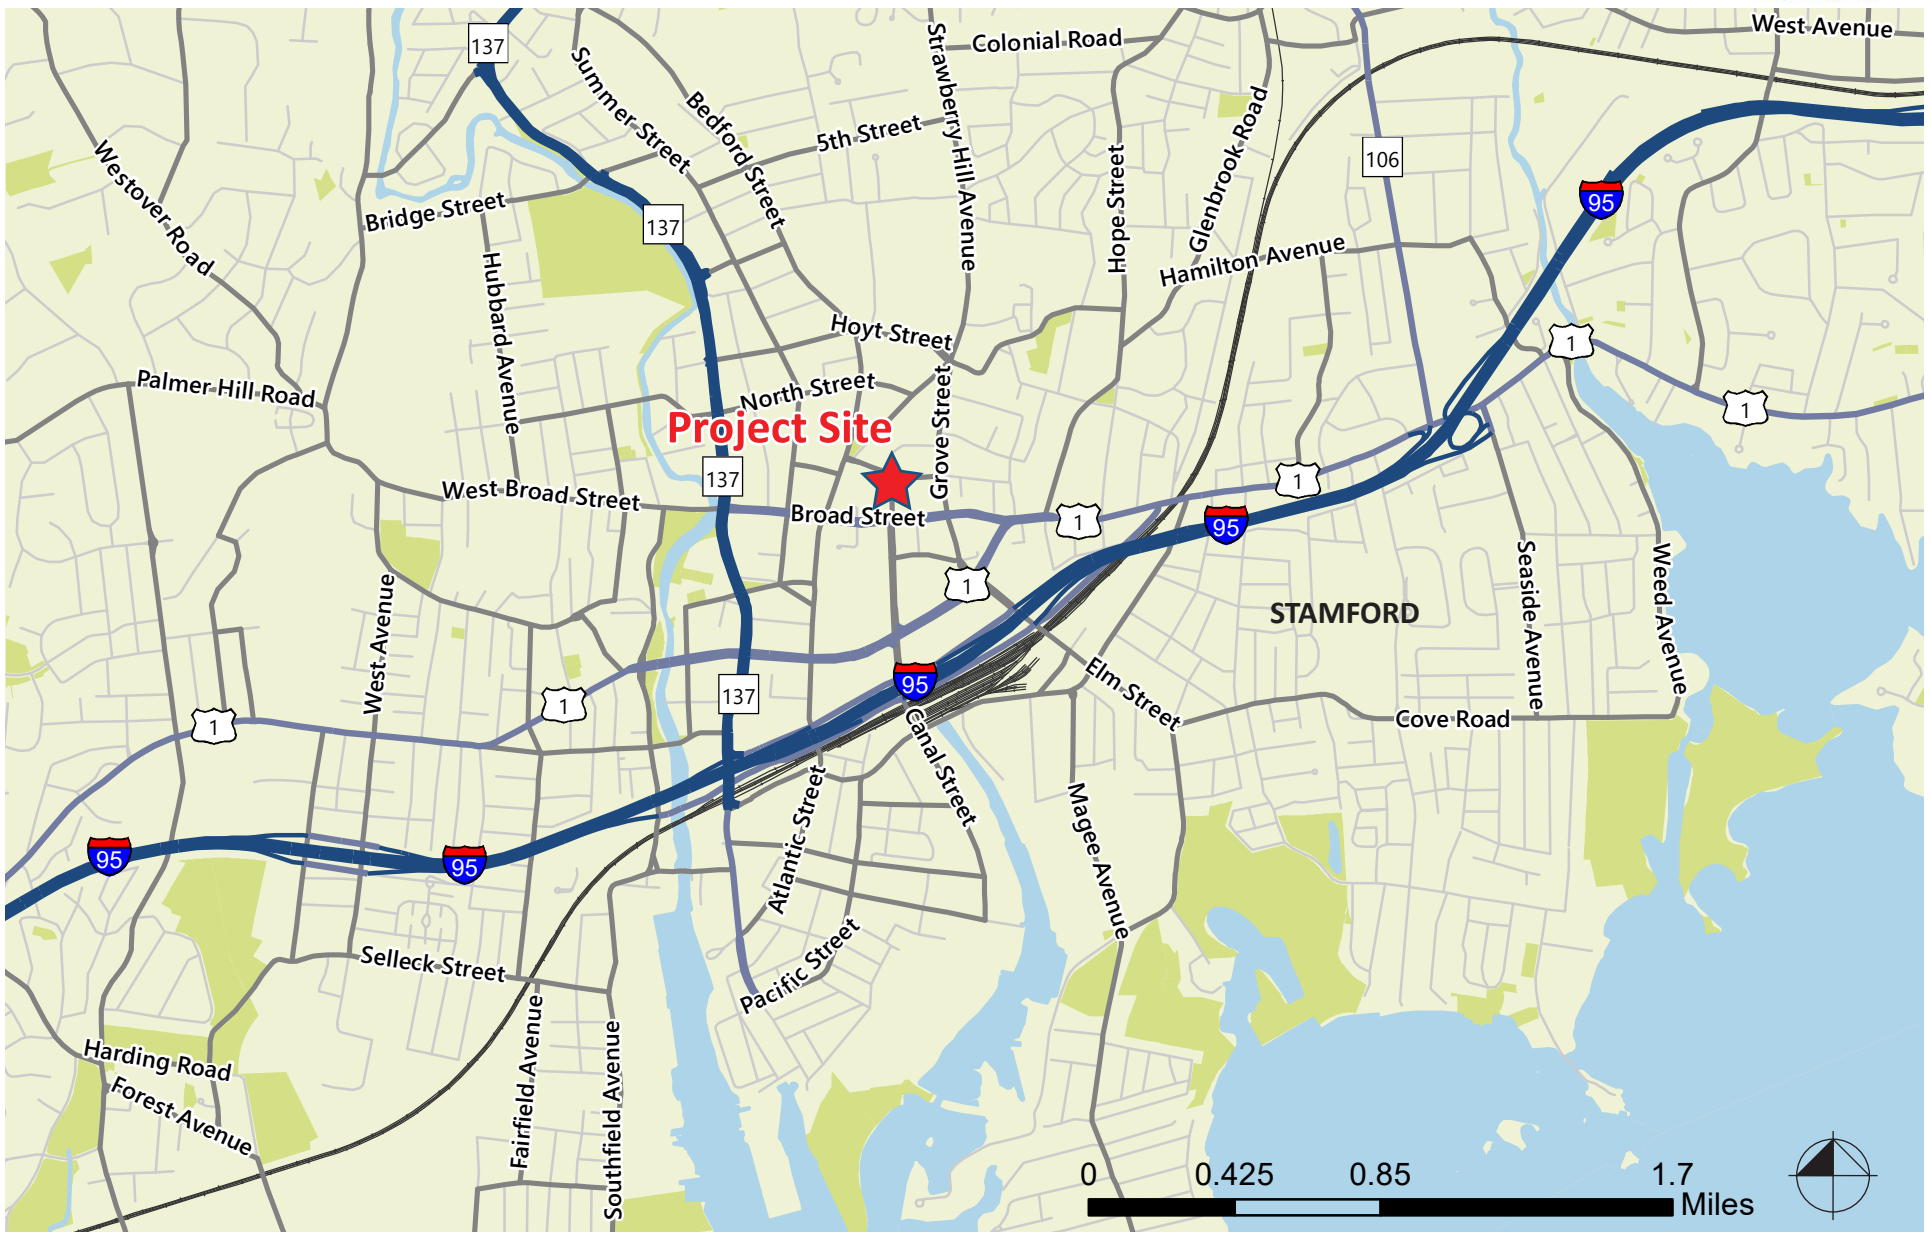 West Avenue
137
Colonial Road
Strawberry Hill Avenue
Summer Street
Bedford Street
5th Street
Westover Road
106
Hope Street
Glenbrook Road
95
Bridge Street
137
Hubbard Avenue
Hamilton Avenue
Hoyt Street
1
Palmer Hill Road
North Street
1
Project Site
Grove Street
137
1
West Broad Street
Broad Street
1
95
Seaside Avenue
Weed Avenue
1
West Avenue
STAMFORD
95
137
Elm Street
1
1
Cove Road
Canal Street
Atlantic Street
Magee Avenue
95
95
Pacific Street
Selleck Street
Fairfield Avenue
Southfield Avenue
Harding Road
Forest Avenue
0 0.425 0.85 1.7
Miles